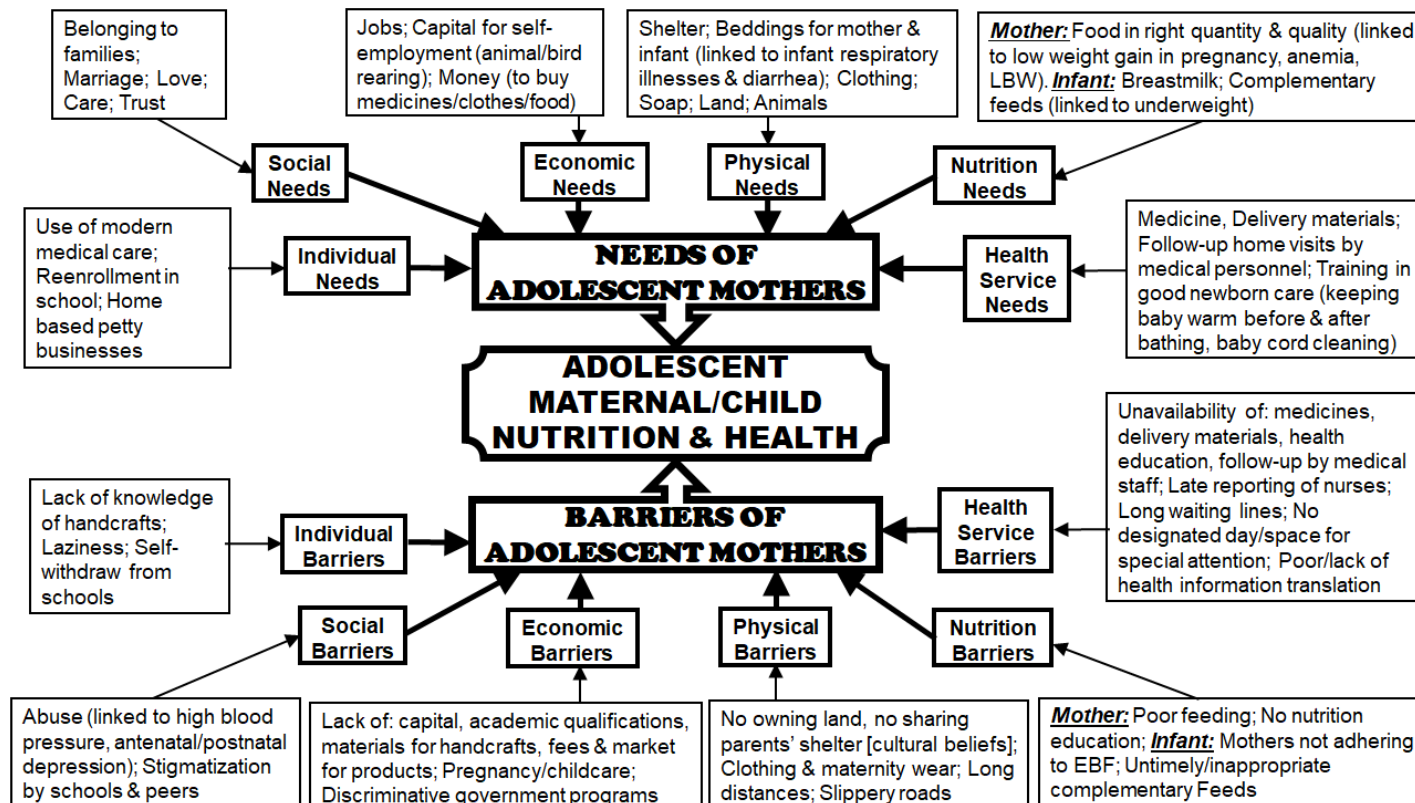 Belonging to
families;
Marriage; Love;
Care; Trust
Jobs; Capital for self-
employment (animal/bird
rearing); Money (to buy
medicines/clothes/food)
Shelter; Beddings for mother &
infant (linked to infant respiratory
illnesses & diarrhea); Clothing;
Soap; Land; Animals
Mother: Food in right quantity & quality (linked
to low weight gain in pregnancy, anemia,
LBW). Infant: Breastmilk; Complementary
feeds (linked to underweight)
Social
Needs
Economic
Needs
Physical
Needs
Nutrition
Needs
Use of modern
medical care;
Reenrollment in
school; Home
based petty
businesses
Individual
Needs
NEEDS OF
ADOLESCENT MOTHERS
Health
Service
Needs
Medicine, Delivery materials;
Follow-up home visits by
medical personnel; Training in
good newborn care (keeping
baby warm before & after
bathing, baby cord cleaning)
ADOLESCENT
MATERNAL/CHILD
NUTRITION & HEALTH
Lack of knowledge
of handcrafts;
Laziness; Self-
withdraw from
schools
Individual
Barriers
BARRIERS OF
ADOLESCENT MOTHERS
Health
Service
Barriers
Unavailability of: medicines,
delivery materials, health
education, follow-up by medical
staff; Late reporting of nurses;
Long waiting lines; No
designated day/space for
special attention; Poor/lack of
health information translation
Social
Barriers
Economic
Barriers
Physical
Barriers
Nutrition
Barriers
Abuse (linked to high blood
pressure, antenatal/postnatal
depression); Stigmatization
by schools & peers
Lack of: capital, academic qualifications,
materials for handcrafts, fees & market
for products; Pregnancy/childcare;
Discriminative government programs
No owning land, no sharing
parents' shelter [cultural beliefs];
Clothing & maternity wear; Long
distances; Slippery roads
Mother: Poor feeding; No nutrition
education; Infant: Mothers not adhering
to EBF; Untimely/inappropriate
complementary Feeds